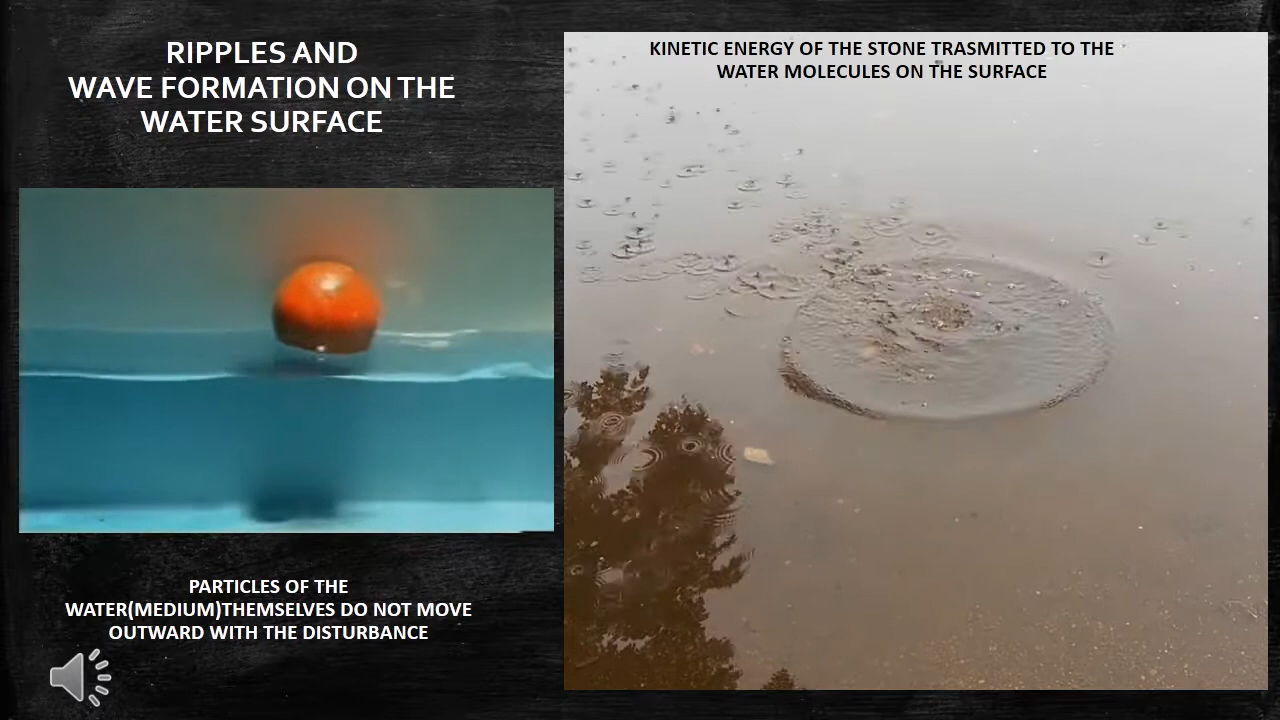 RIPPLES AND
WAVE FORMATION ON THE
WATER SURFACE
KINETIC ENERGY OF THE STONE TRASMITTED TO THE
WATER MOLECULES ON THE SURFACE
PARTICLES OF THE
WATER(MEDIUM)THEMSELVES DO NOT MOVE
OUTWARD WITH THE DISTURBANCE